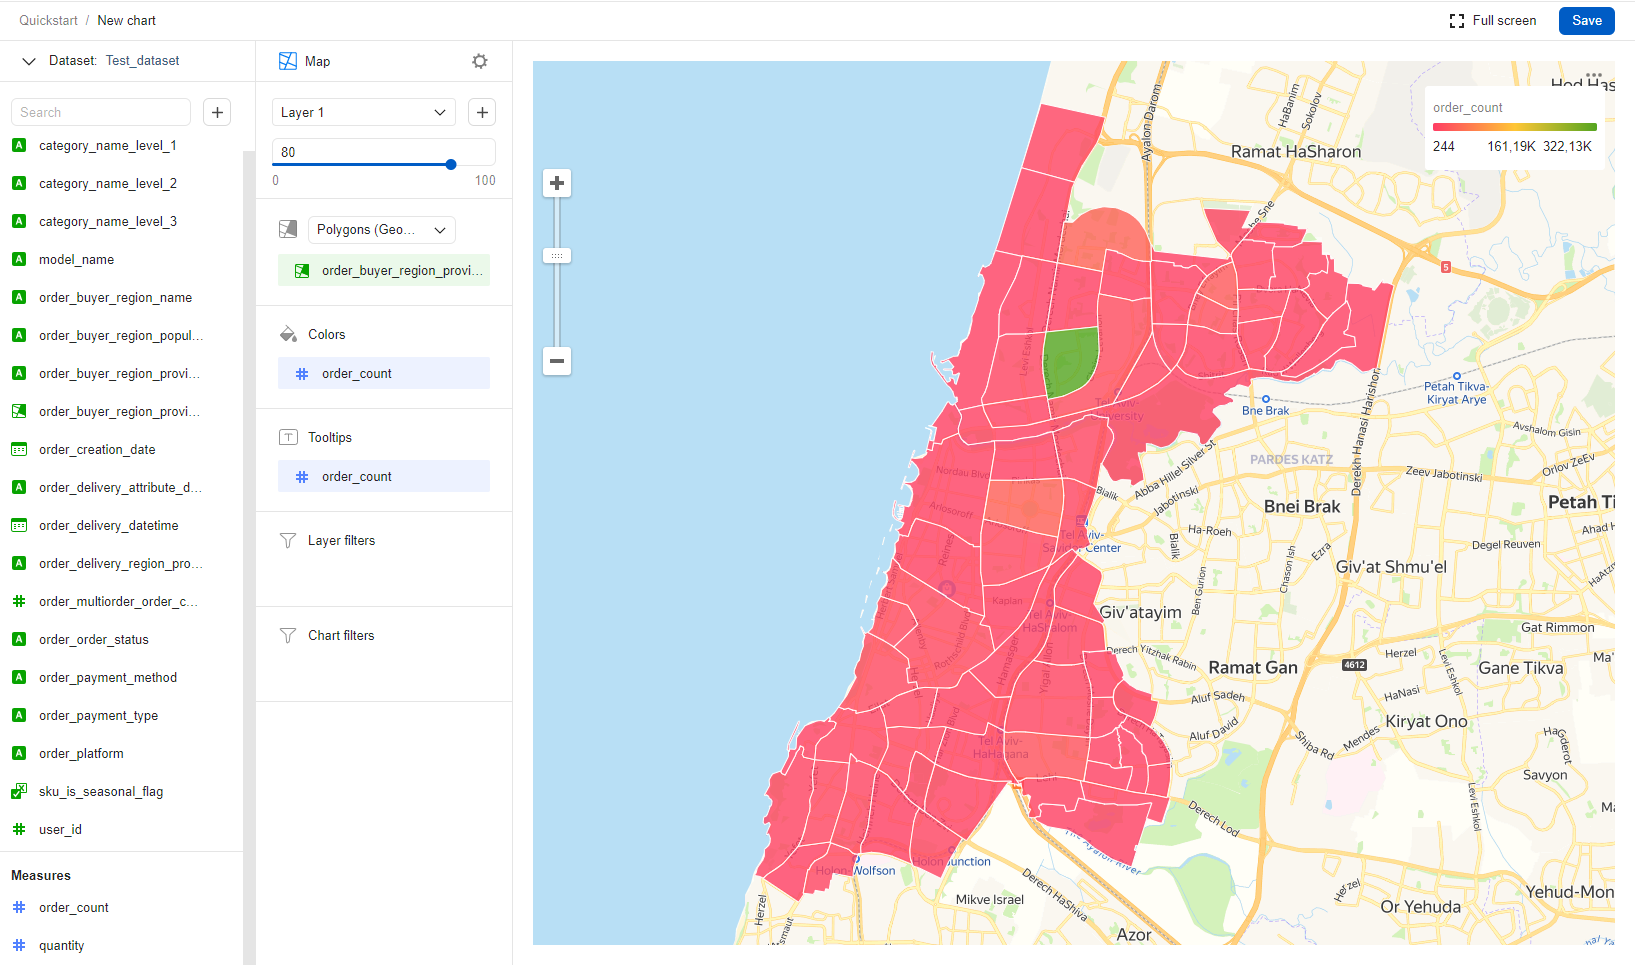 Quickstart / New chart
Full screen
Save
Dataset: Test_dataset
Search
category_name_level_1
category_name_level_2
category_name_level_3
model_name
order_buyer_region_name
order_buyer_region_popul...
order_buyer_region_provi...
order_buyer_region_provi...
order_creation_date
order_delivery_attribute_d...
order_delivery_datetime
order_delivery_region_pro...
order_multiorder_order_c...
order_order_status
order_payment_method
order_payment_type
order_platform
sku_is_seasonal_flag
user_id
Measures
order_count
quantity
Map
Layer 1
80
0 100
Polygons (Geo...
order_buyer_region_provi...
Colors
order_count
Tooltips
order_count
Layer filters
Chart filters
order_count
244 161,19K 322,13K
Hod Has
HaBanim
Sokolov
Ayalon Darom
Ramat HaSharon
5
Petah Tikva-
Kiryat Arye
Bne Brak
Levi Eshkol
Tel Aviv-
University
Avshalom Gisin
PARDES KATZ
Orlov ZeEv
Zeev Jabotinski
Derekh Hanasi Harishon
Abba Hillel Silver St
Nordau Blvd
Bialik
Jabotinski
Bnei Brak
Petah Ti
Arlosoroff
Ha-Roeh
Ahad H
Tel Aviv-
Savidor Center
Reines
Bialik
Ezra
Degel Reuven
Chason Ish
Giv'at Shmu'el
Ben Gurion
Kaplan
Giv'atayim
Tel Aviv-
HaShalom
Rothschild Blvd
Gat Rimmon
Derech Yitzhak Rabin
Herzel
Levi Eshkol
Ma'
Ramat Gan
4612
Gane Tikva
Hamasger
Yigal Allon
Herzel
Aluf Sadeh
HaNasi
Kiryat Ono
Aluf David
Shiba Rd
Mendes
HaGderot
Tel Aviv-
HaHagana
Lehi
Savyon
Levi Eshkol
Derech Lod
The Ayalon River
Holon-Wolfson
Holon Junction
Derech HaShiva
Herzel
Yehud-Mon
Mikve Israel
Or Yehuda
Herzel
Azor